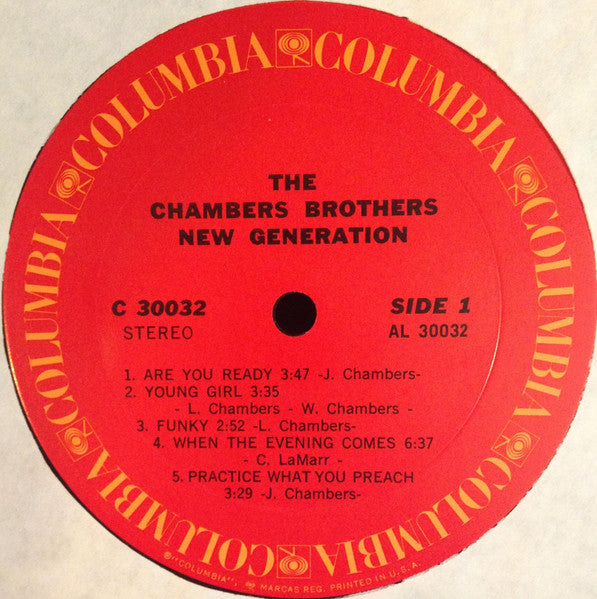 COLUMBIA COLUMBIA COLUMBIA COLUMBIA COLUMBIA COLUMBIA
THE
CHAMBERS BROTHERS
NEW GENERATION
C 30032 SIDE 1
STEREO AL 30032
1. ARE YOU READY 3:47 -J. Chambers-
2. YOUNG GIRL 3:35
- L. Chambers - W. Chambers -
3. FUNKY 2:52 -L. Chambers-
4. WHEN THE EVENING COMES 6:37
- C. LaMarr -
5. PRACTICE WHAT YOU PREACH
3:29 -J. Chambers-
"COLUMBIA", MARCAS REG. PRINTED IN U.S.A.